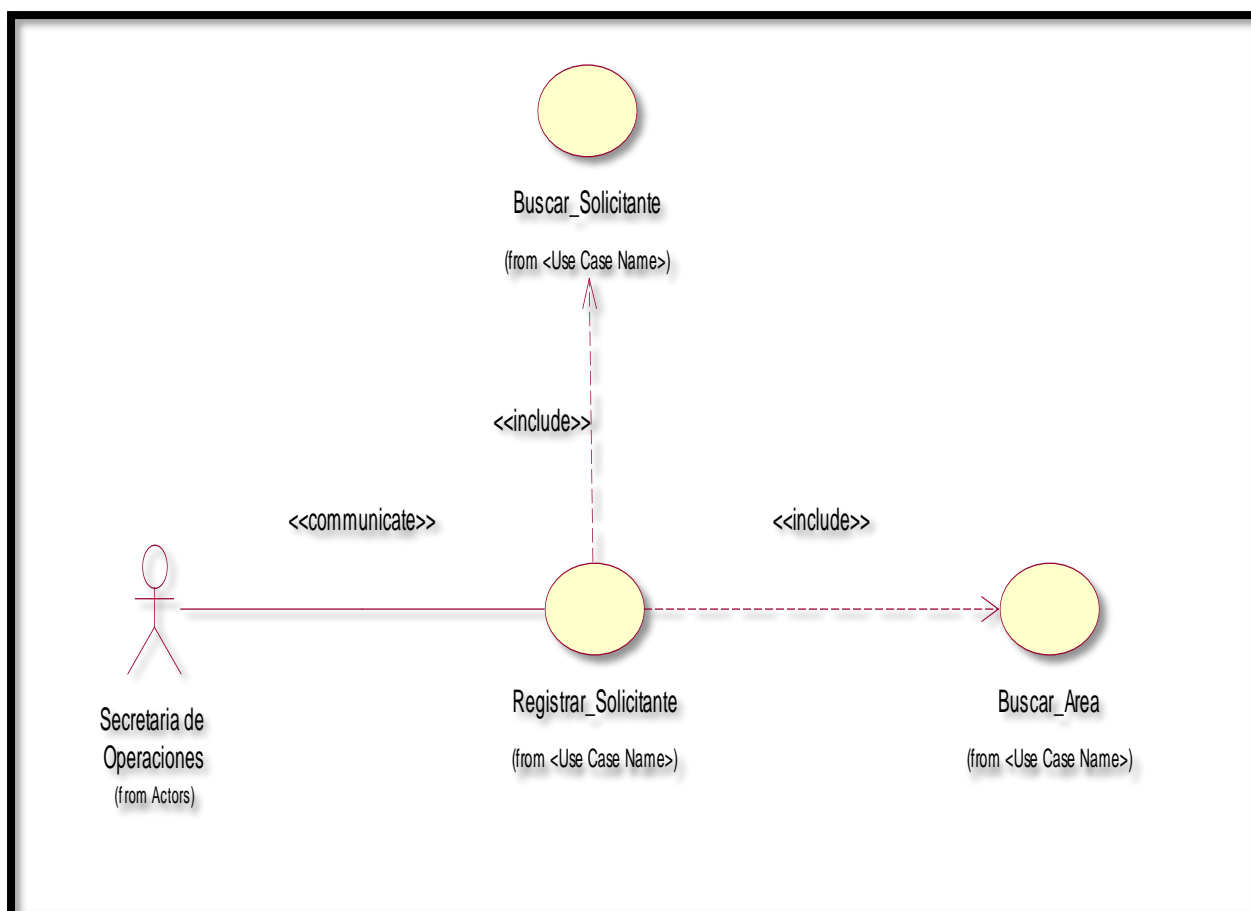 Buscar_Solicitante
(from <Use Case Name>)
<<include>>
<<communicate>>
<<include>>
Secretaria de
Operaciones
(from Actors)
Registrar_Solicitante
(from <Use Case Name>)
Buscar_Area
(from <Use Case Name>)